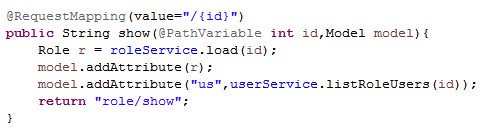 @RequestMapping(value="/{id}")
public String show(@PathVariable int id,Model model){
    Role r = roleService.load(id);
    model.addAttribute(r);
    model.addAttribute("us",userService.listRoleUsers(id));
    return "role/show";
}